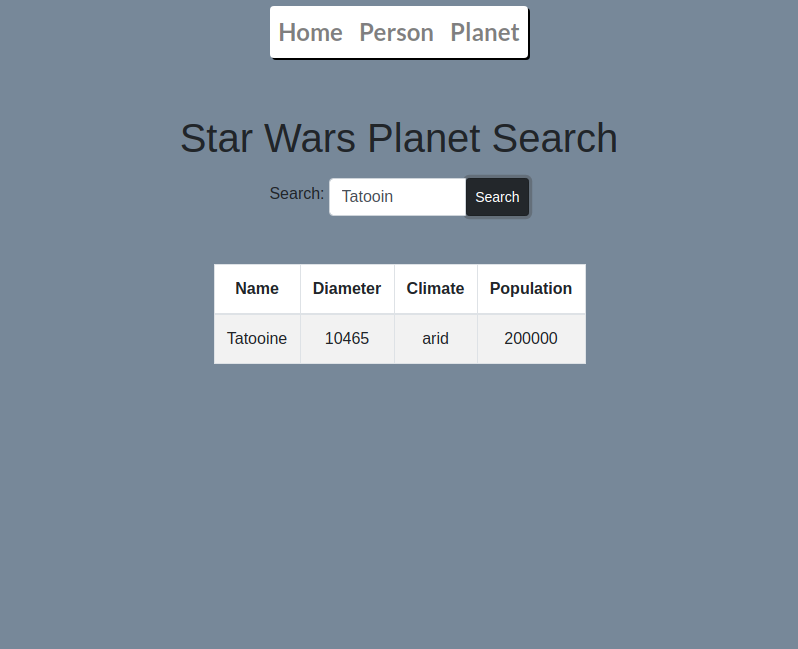 Home Person Planet
Star Wars Planet Search
Search: Tatooin Search
Name Diameter Climate Population
Tatooine 10465 arid 200000